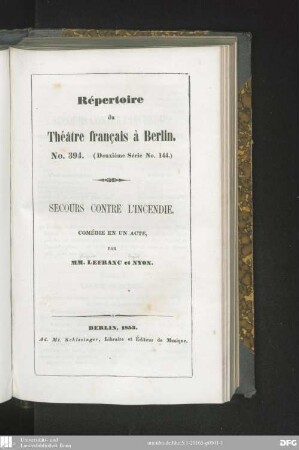 Répertoire
du
Théâtre français à Berlin.
No. 394. (Deuxième Série No. 144.)
SECOURS CONTRE L'INCENDIE.
COMÉDIE EN UN ACTE,
PAR
MM. LEFRANC et NYON.
BERLIN, 1853.
Ad. Mt. Schlesinger, Libraire et Éditeur de Musique.
Universitäts- und
Landesbibliothek Bonn
DFG